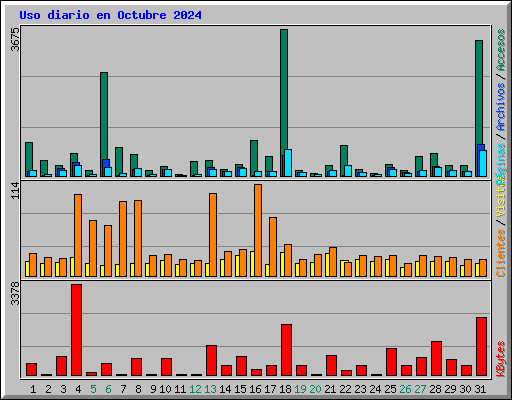 Uso diario en Octubre 2024
3675
114
3378
Clientes / Visitas
Páginas / Archivos / Accesos
KBytes
1 2 3 4 5 6 7 8 9 10 11 12 13 14 15 16 17 18 19 20 21 22 23 24 25 26 27 28 29 30 31